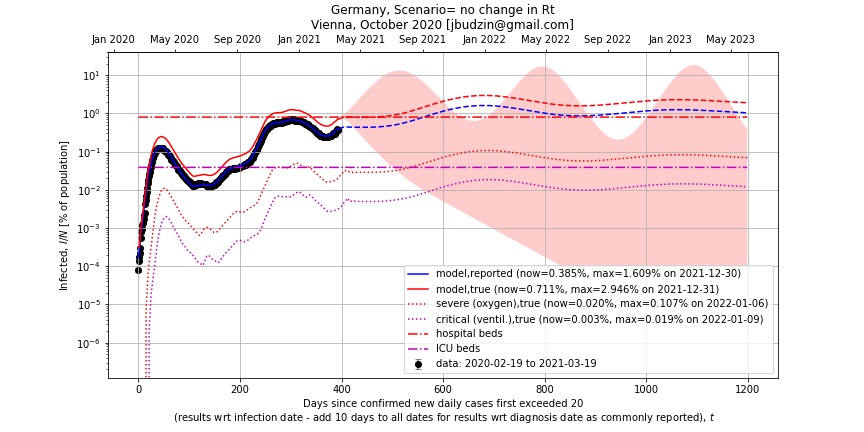 Germany, Scenario= no change in Rt
Vienna, October 2020 [jbudzin@gmail.com]
Jan 2020 May 2020 Sep 2020 Jan 2021 May 2021 Sep 2021 Jan 2022 May 2022 Sep 2022 Jan 2023 May 2023
Infected, I/N [% of population]
10¹
10⁰
10⁻¹
10⁻²
10⁻³
10⁻⁴
10⁻⁵
10⁻⁶
model,reported (now=0.385%, max=1.609% on 2021-12-30)
model,true (now=0.711%, max=2.946% on 2021-12-31)
severe (oxygen),true (now=0.020%, max=0.107% on 2022-01-06)
critical (ventil.),true (now=0.003%, max=0.019% on 2022-01-09)
hospital beds
ICU beds
data: 2020-02-19 to 2021-03-19
0 200 400 600 800 1000 1200
Days since confirmed new daily cases first exceeded 20
(results wrt infection date - add 10 days to all dates for results wrt diagnosis date as commonly reported), t